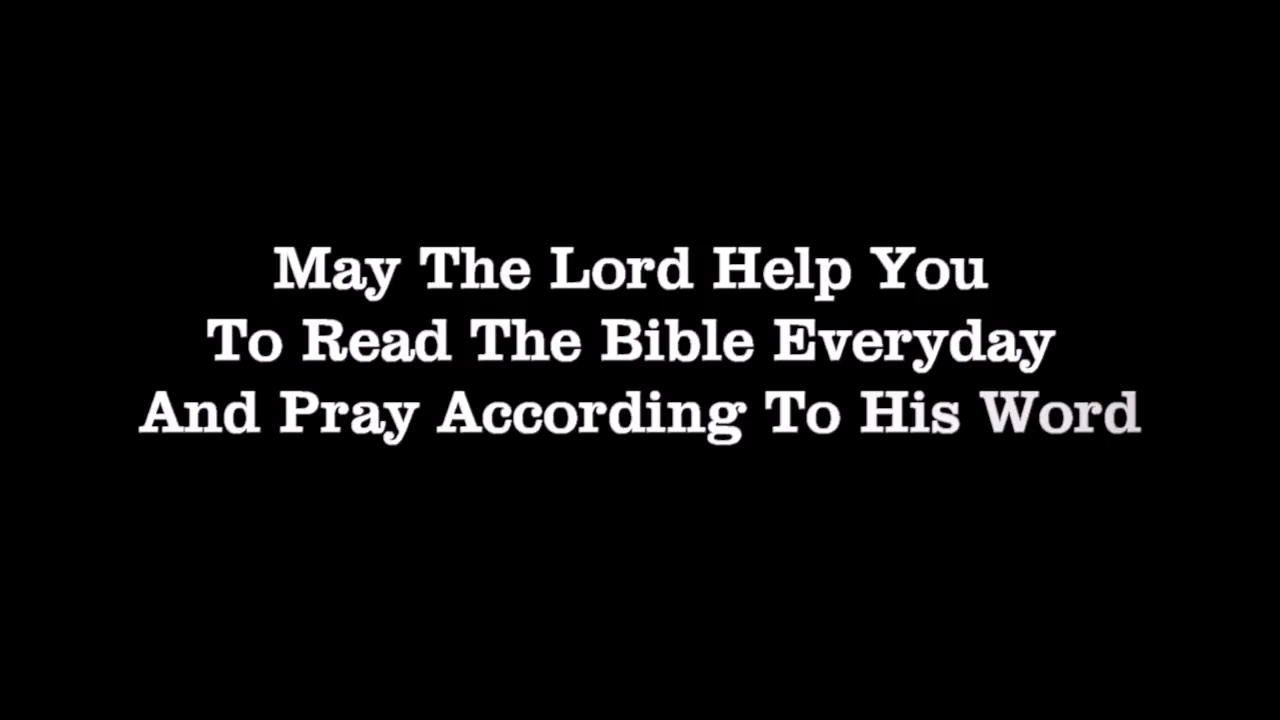 May The Lord Help You
To Read The Bible Everyday
And Pray According To His Word